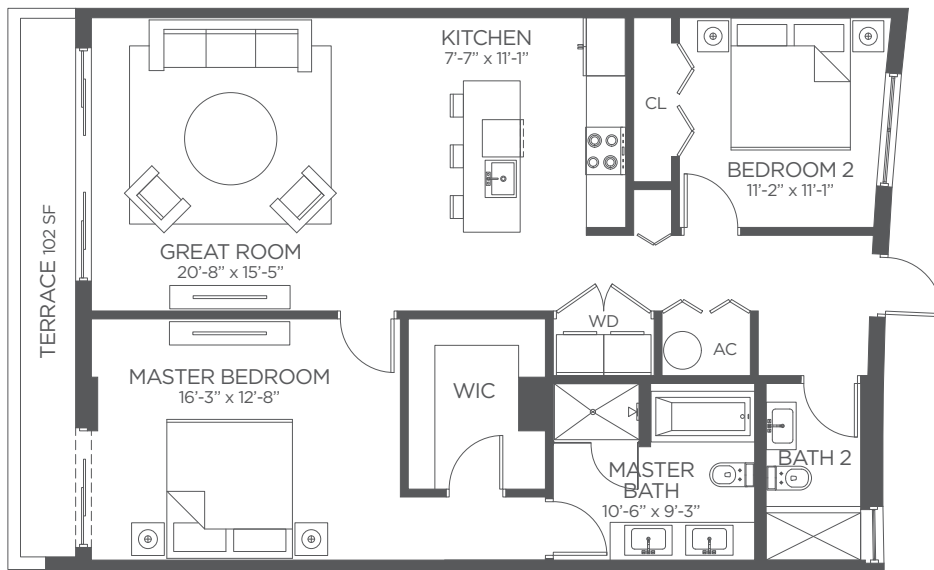 KITCHEN
7'-7" x 11'-1"
CL
BEDROOM 2
11'-2" x 11'-1"
GREAT ROOM
20'-8" x 15'-5"
TERRACE 102 SF
WD
AC
MASTER BEDROOM
16'-3" x 12'-8"
WIC
MASTER
BATH
10'-6" x 9'-3"
BATH 2